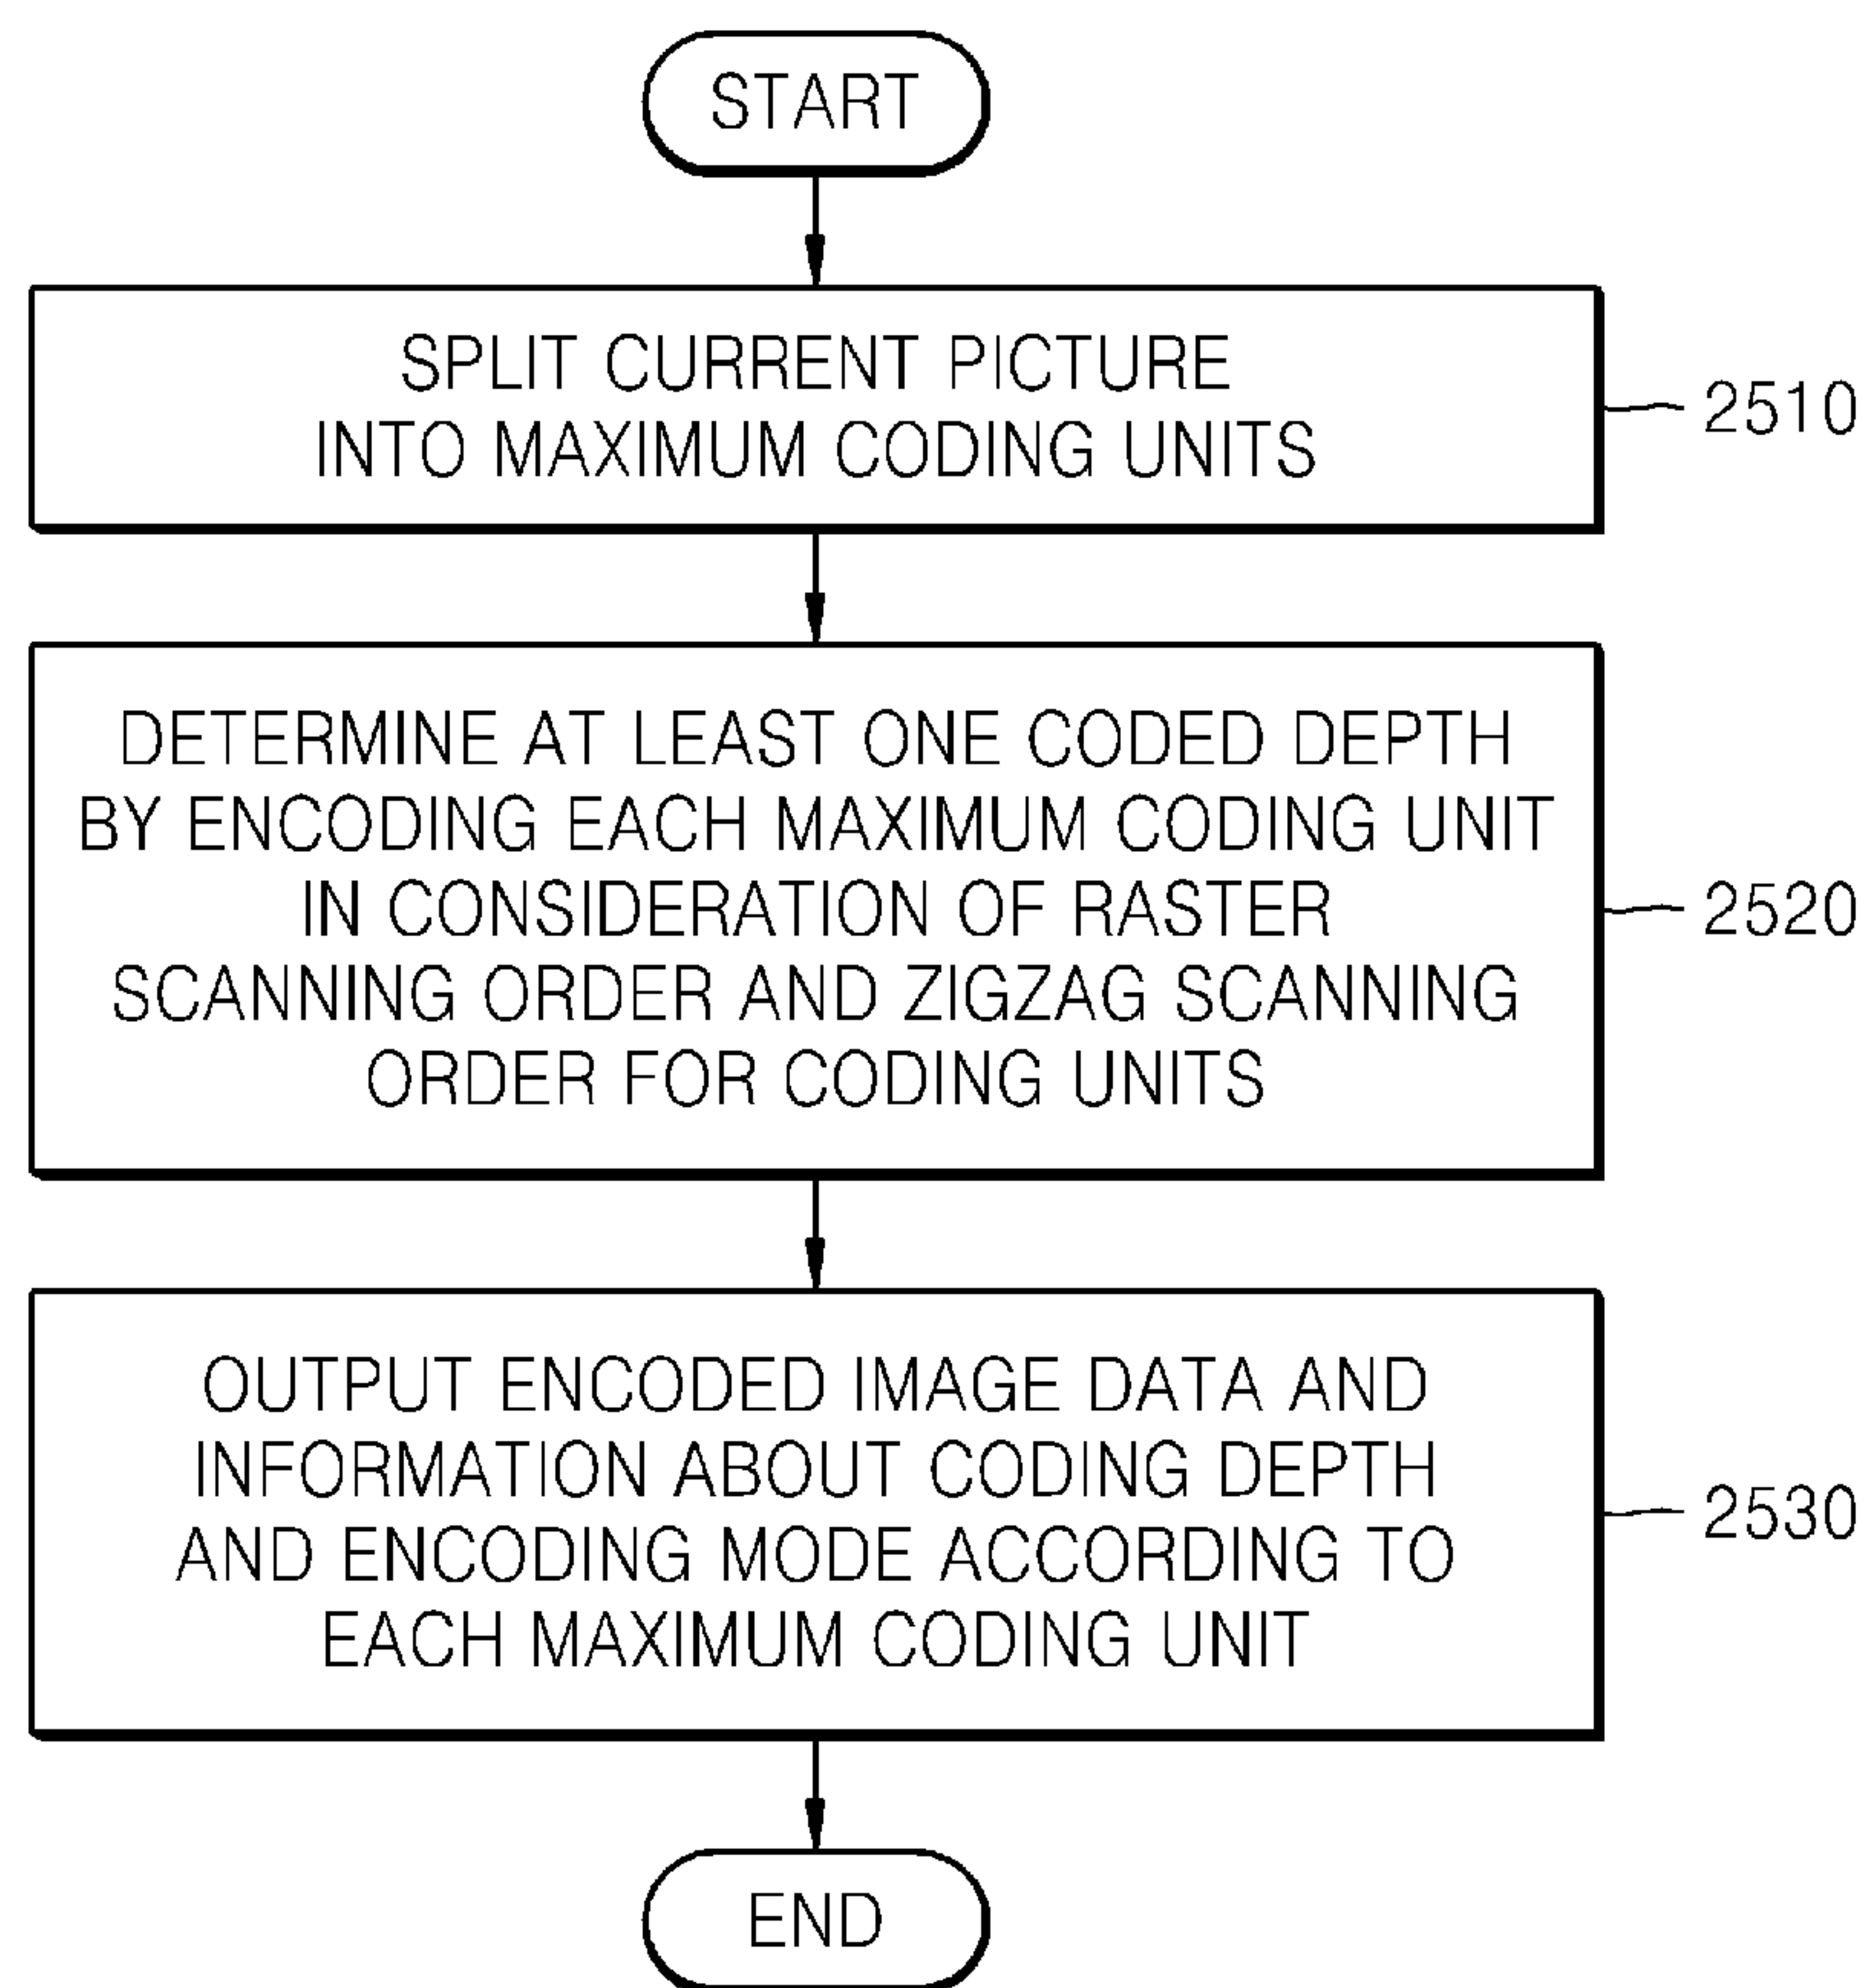 START
SPLIT CURRENT PICTURE
INTO MAXIMUM CODING UNITS
2510
DETERMINE AT LEAST ONE CODED DEPTH
BY ENCODING EACH MAXIMUM CODING UNIT
IN CONSIDERATION OF RASTER
SCANNING ORDER AND ZIGZAG SCANNING
ORDER FOR CODING UNITS
2520
OUTPUT ENCODED IMAGE DATA AND
INFORMATION ABOUT CODNG DEPTH
AND ENCODING MODE ACCORDING TO
EACH MAXIMUM CODING UNIT
2530
END